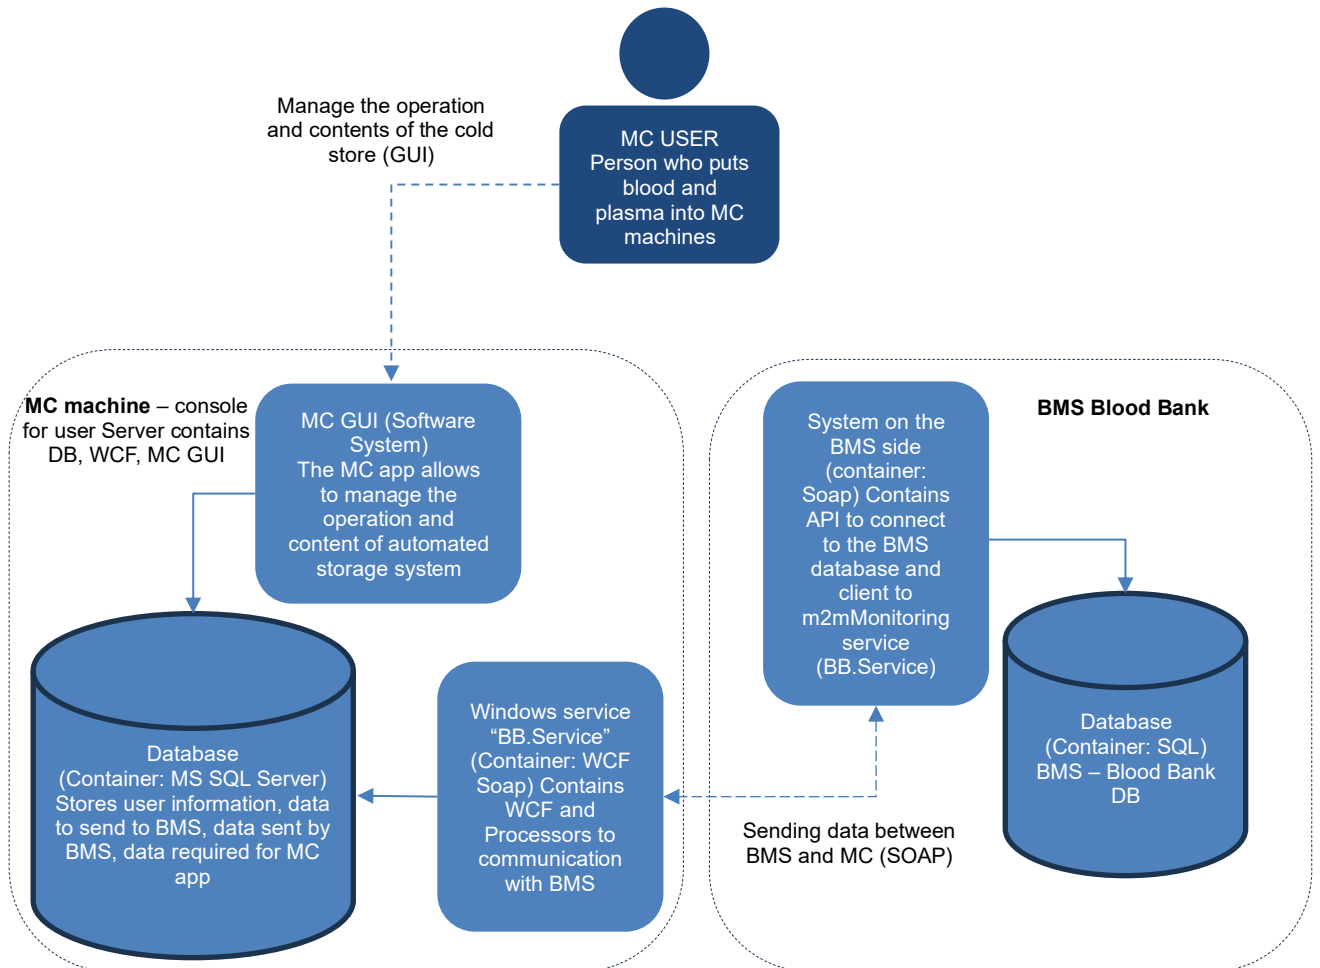 Manage the operation
and contents of the cold
store (GUI)
MC USER
Person who puts
blood and
plasma into MC
machines
MC machine – console
for user Server contains
DB, WCF, MC GUI
MC GUI (Software
System)
The MC app allows
to manage the
operation and
content of automated
storage system
System on the
BMS side
(container:
Soap) Contains
API to connect
to the BMS
database and
client to
m2mMonitoring
service
(BB.Service)
BMS Blood Bank
Database
(Container: MS SQL Server)
Stores user information, data
to send to BMS, data sent by
BMS, data required for MC
app
Windows service
“BB.Service”
(Container: WCF
Soap) Contains
WCF and
Processors to
communication
with BMS
Sending data between
BMS and MC (SOAP)
Database
(Container: SQL)
BMS – Blood Bank
DB